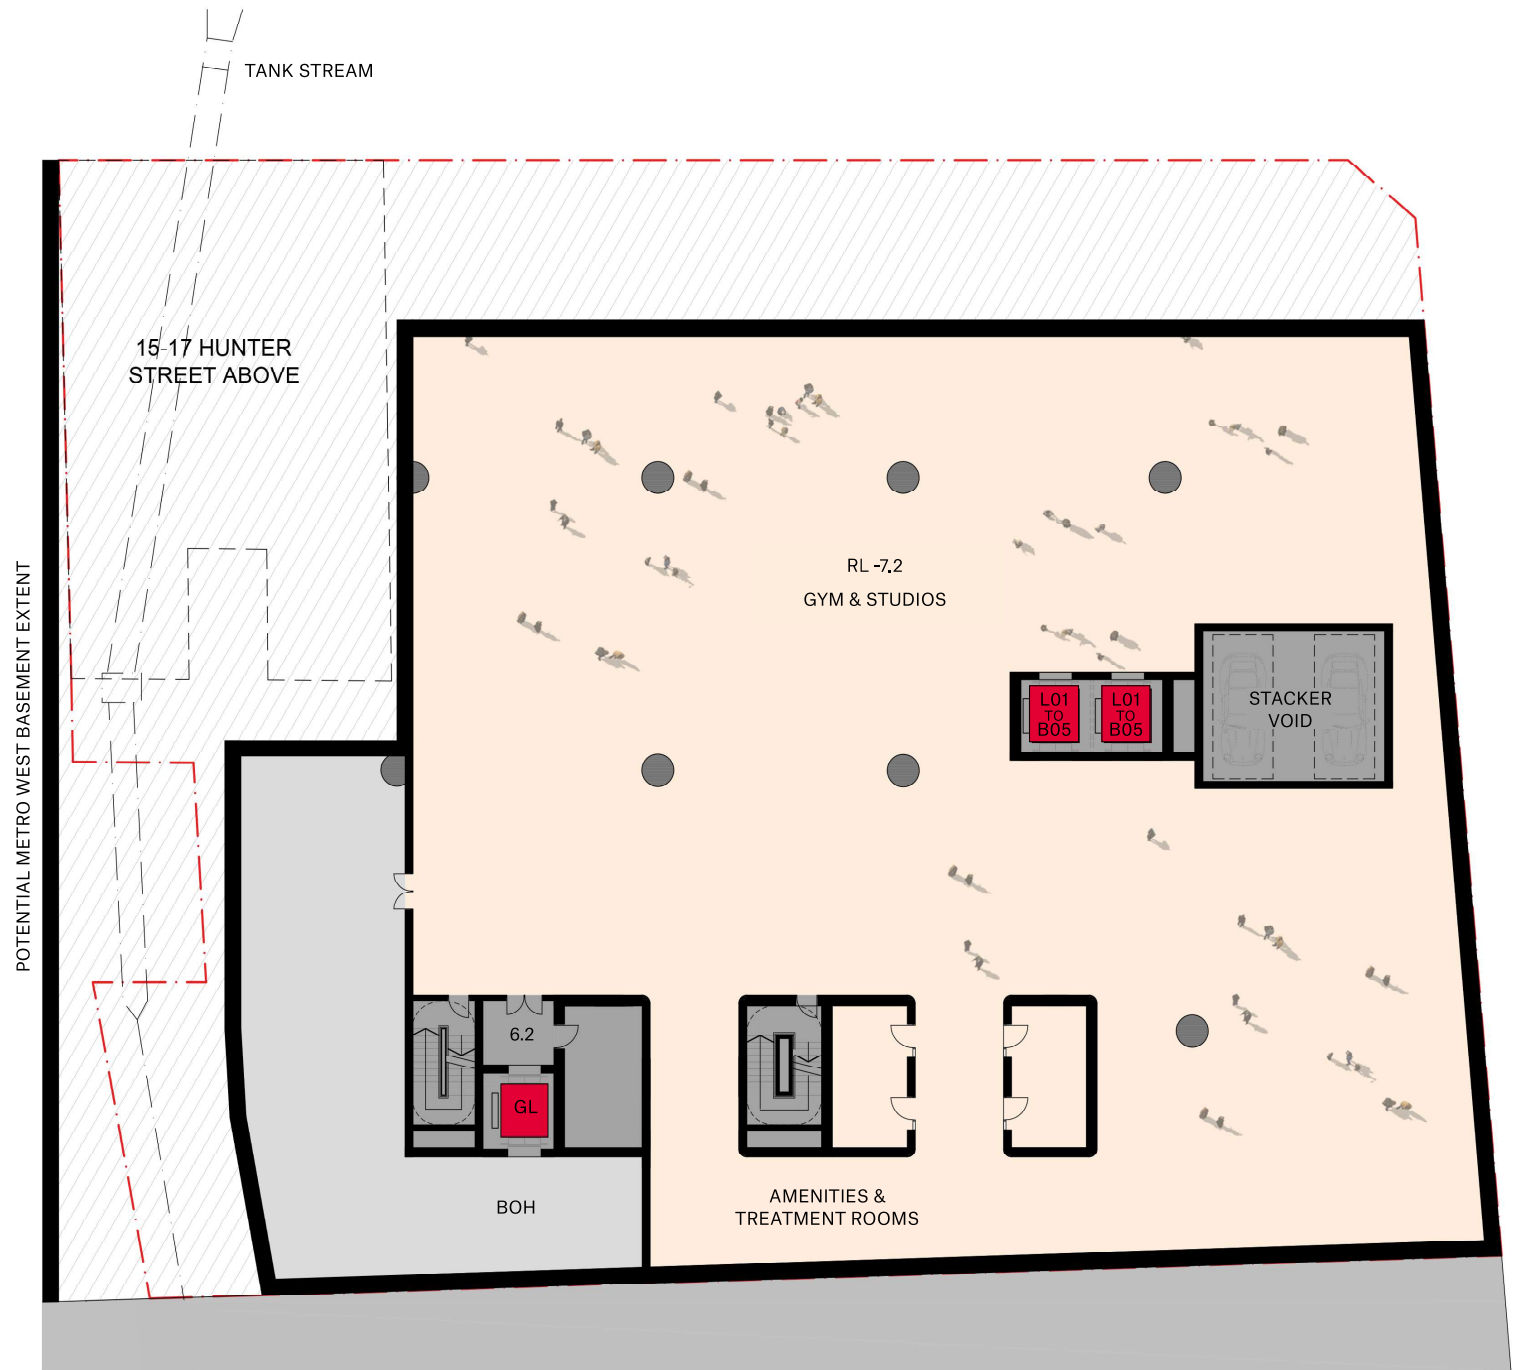 TANK STREAM
15-17 HUNTER
STREET ABOVE
POTENTIAL METRO WEST BASEMENT EXTENT
RL -7.2
GYM & STUDIOS
L01
TO
B05
L01
TO
B05
STACKER
VOID
6.2
GL
BOH
AMENITIES &
TREATMENT ROOMS